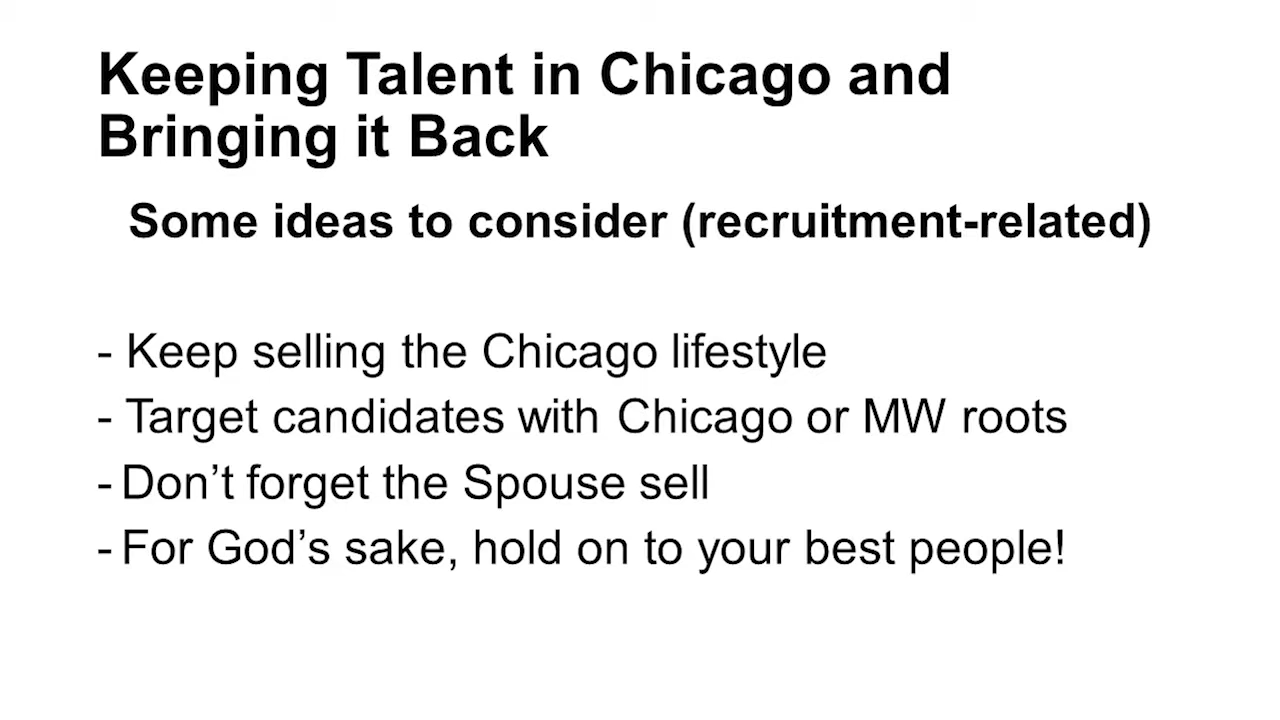 Keeping Talent in Chicago and
Bringing it Back
Some ideas to consider (recruitment-related)
- Keep selling the Chicago lifestyle
- Target candidates with Chicago or MW roots
- Don’t forget the Spouse sell
- For God’s sake, hold on to your best people!